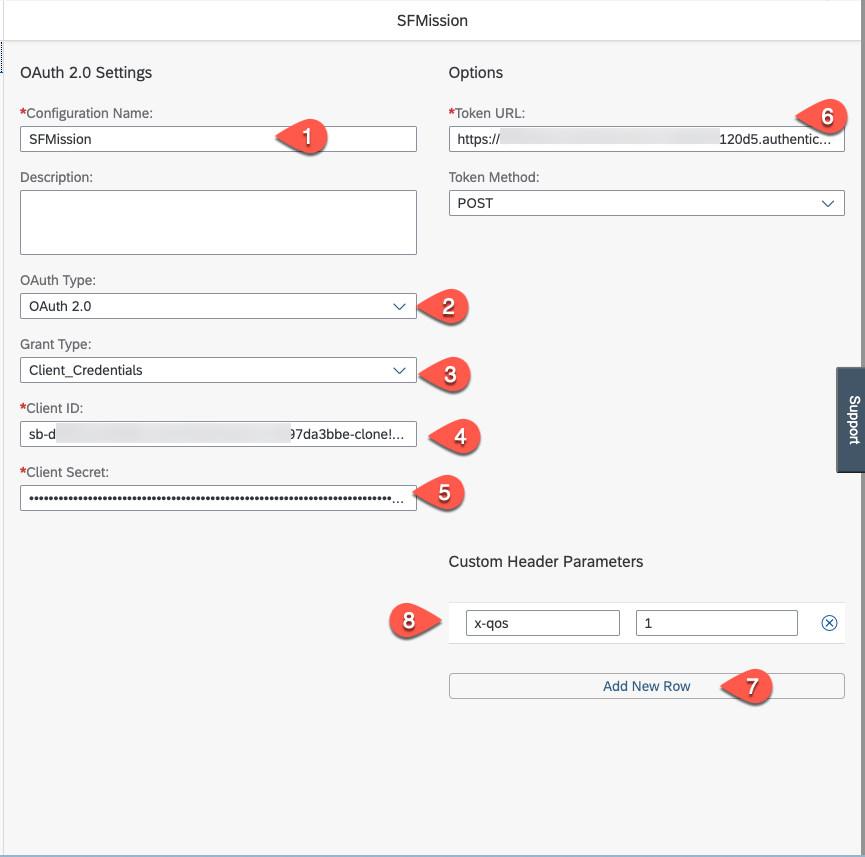 SFMission
OAuth 2.0 Settings
*Configuration Name:
SFMission
1
Description:
OAuth Type:
OAuth 2.0
2
Grant Type:
Client_Credentials
3
*Client ID:
sb-d 97da3bbe-clone!...
4
*Client Secret:
5
Options
*Token URL:
6
https:// 120d5.authentic...
Token Method:
POST
Support
Custom Header Parameters
8
x-qos
1
Add New Row
7